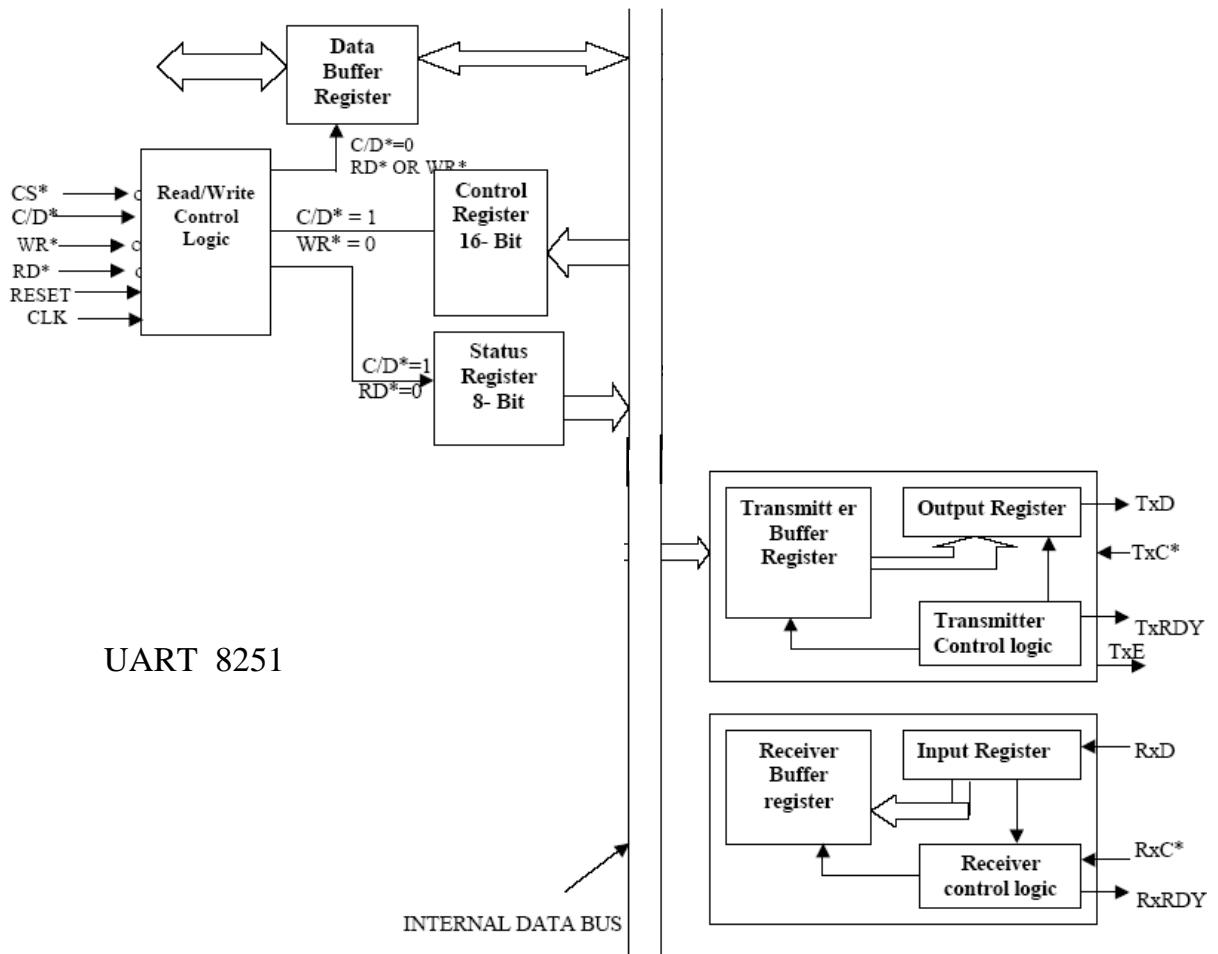 Data
Buffer
Register
C/D*=0
RD* OR WR*
CS*
C/D*
WR*
RD*
RESET
CLK
Read/Write
Control
Logic
C/D* = 1
WR* = 0
Control
Register
16- Bit
C/D*=1
RD*=0
Status
Register
8- Bit
Transmitt er
Buffer
Register
Output Register
Transmitter
Control logic
TxD
TxC*
TxRDY
TxE
UART 8251
Receiver
Buffer
register
Input Register
Receiver
control logic
RxD
RxC*
RxRDY
INTERNAL DATA BUS